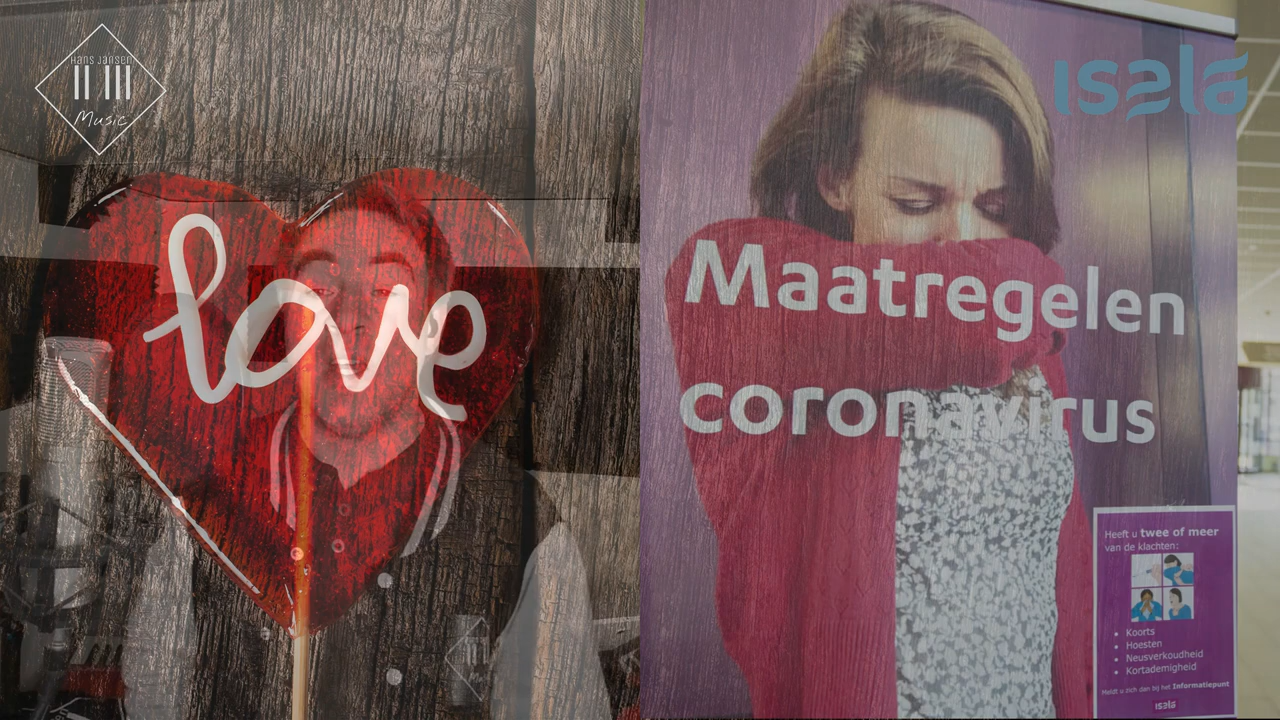 Hans Jansen
Music
love
isala
Maatregelen
coronavirus
Heeft u twee of meer
van de klachten:
• Koorts
• Hoesten
• Neusverkoudheid
• Kortademigheid
Meldt u zich dan bij het Informatiepunt
isala